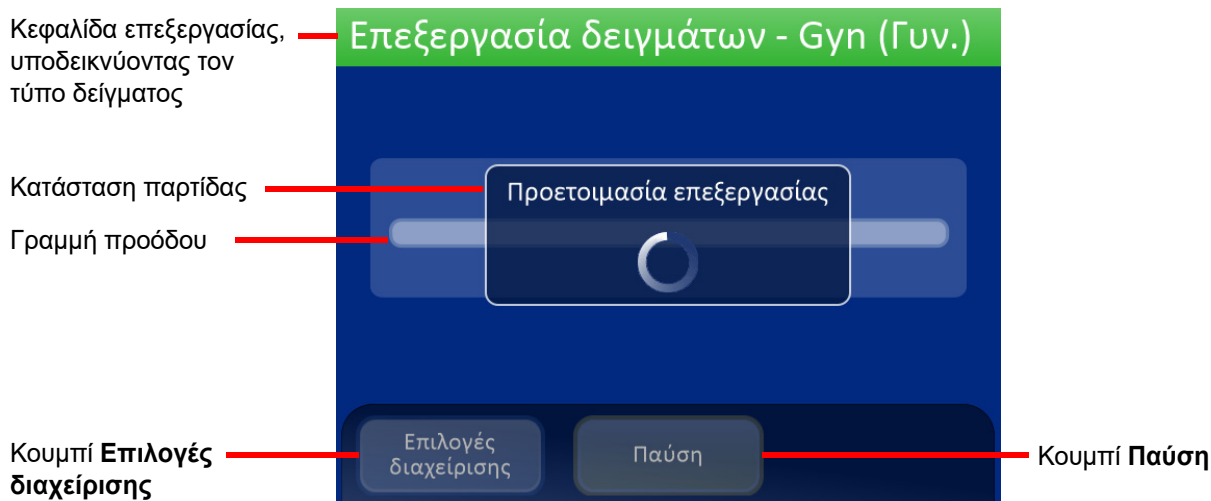 Κεφαλίδα επεξεργασίας,
υποδεικνύοντας τον
τύπο δείγματος
Επεξεργασία δειγμάτων - Gyn (Γυν.)
Κατάσταση παρτίδας
Προετοιμασία επεξεργασίας
Γραμμή προόδου
Κουμπί Επιλογές
διαχείρισης
Επιλογές
διαχείρισης
Παύση
Κουμπί Παύση